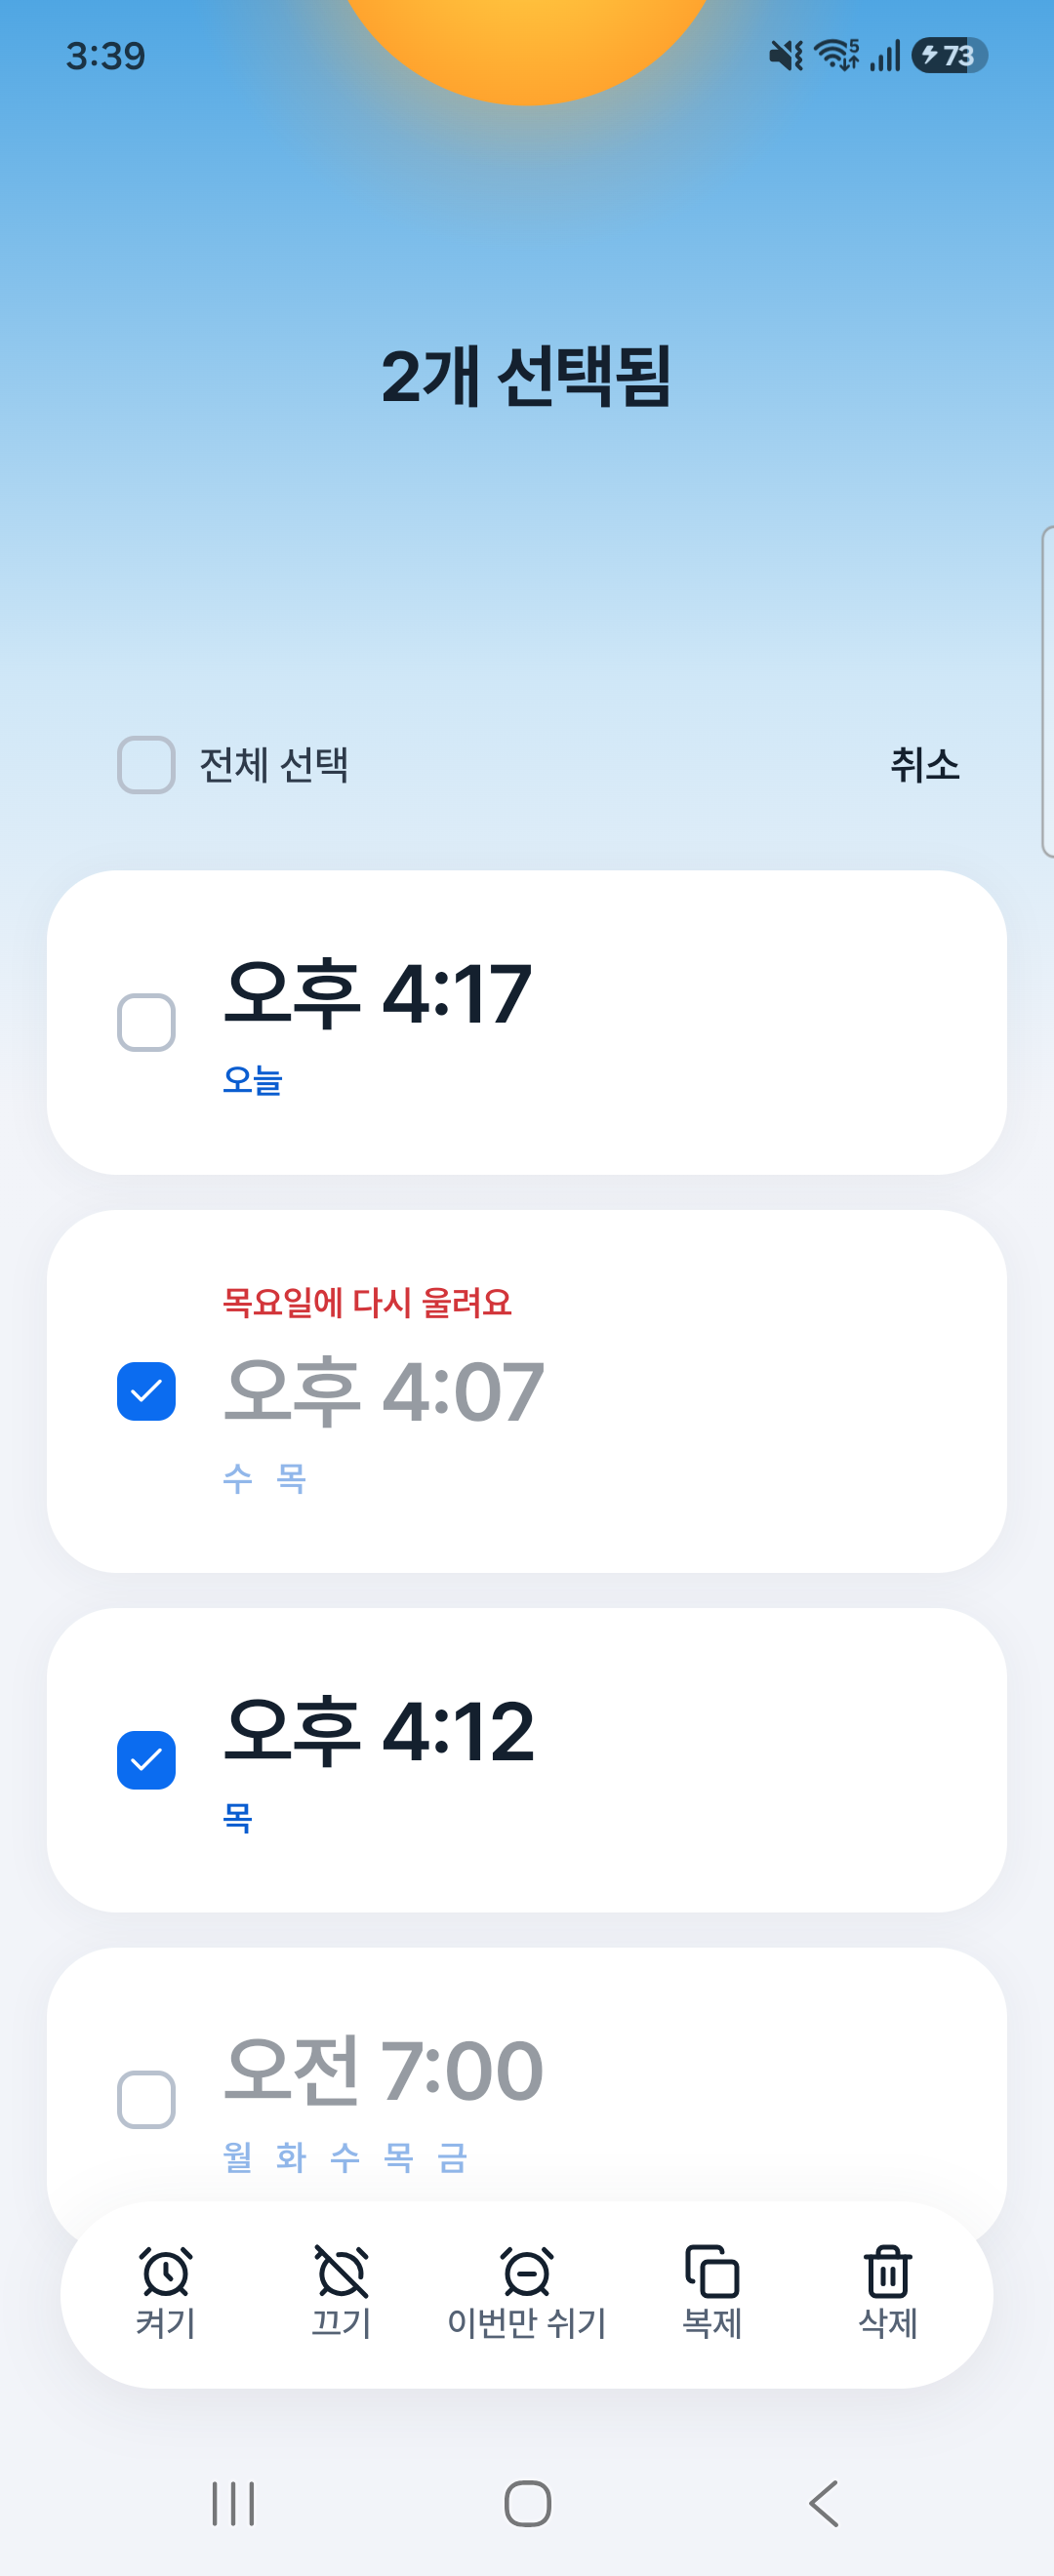 3:39
5
73
2개 선택됨
전체 선택
취소
오후 4:17
오늘
목요일에 다시 울려요
오후 4:07
수 목
오후 4:12
목
오전 7:00
월 화 수 목 금
켜기
끄기
이번만 쉬기
복제
삭제